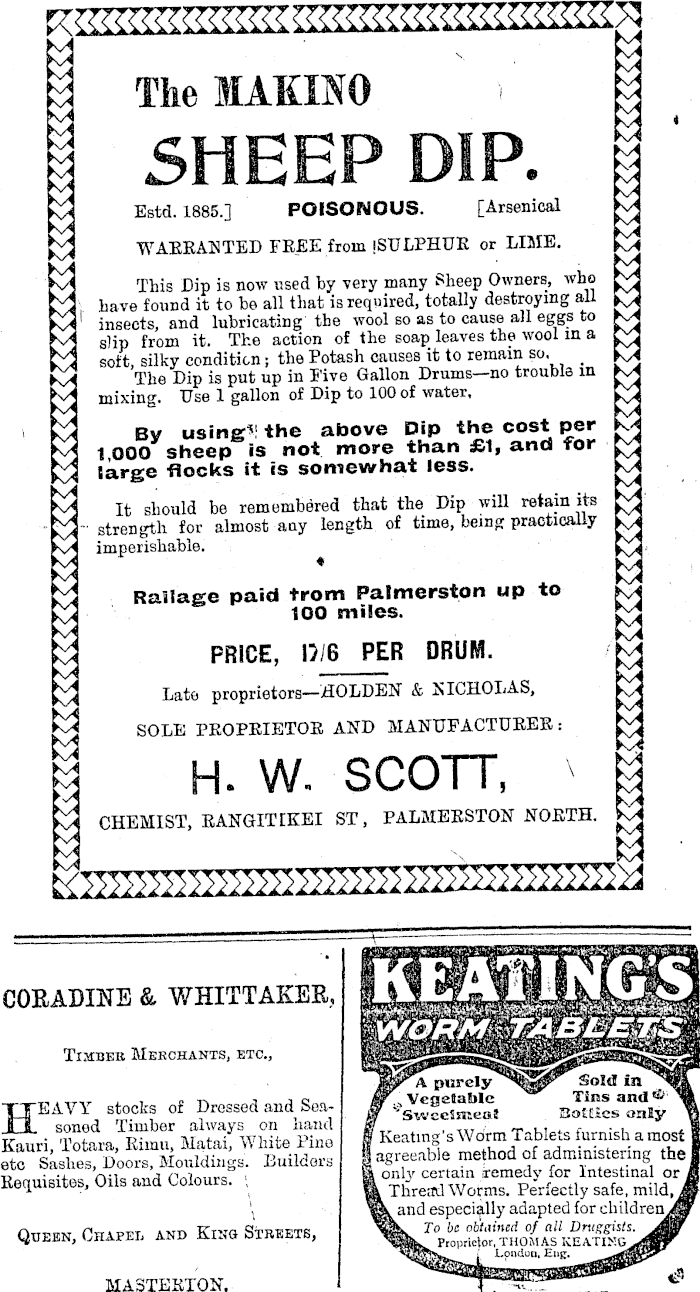 The MAKINO
SHEEP DIP.
Estd. 1885.] POISONOUS. [Arsenical
WARRANTED FREE from SULPHUR or LIME.
This Dip is now used by very many Sheep Owners, who
have found it to be all that is required, totally destroying all
insects, and lubricating the wool so as to cause all eggs to
slip from it. The action of the soap leaves the wool in a
soft, silky condition; the Potash causes it to remain so.
The Dip is put up in Five Gallon Drums—no trouble in
mixing. Use 1 gallon of Dip to 100 of water.
By using the above Dip the cost per
1,000 sheep is not more than £1, and for
large flocks it is somewhat less.
It should be remembered that the Dip will retain its
strength for almost any length of time, being practically
imperishable.
Railage paid from Palmerston up to
100 miles.
PRICE, 17/6 PER DRUM.
Late proprietors—HOLDEN & NICHOLAS,
SOLE PROPRIETOR AND MANUFACTURER:
H. W. SCOTT,
CHEMIST, RANGITIKEI ST, PALMERSTON NORTH.
CORADINE & WHITTAKER,
TIMBER MERCHANTS, ETC.,
HEAVY stocks of Dressed and Sea-
soned Timber always on hand
Kauri, Totara, Rimu, Matai, White Pine
etc Sashes, Doors, Mouldings. Builders
Requisites, Oils and Colours.
QUEEN, CHAPEL AND KING STREETS,
MASTERTON,
KEATING'S
WORM TABLETS
A purely
Vegetable
Sweetmeat
Sold in
Tins and
Bottles only
Keating's Worm Tablets furnish a most
agreeable method of administering the
only certain remedy for Intestinal or
Thread Worms. Perfectly safe, mild,
and especially adapted for children
To be obtained of all Druggists.
Proprietor, THOMAS KEATING
London, Eng.